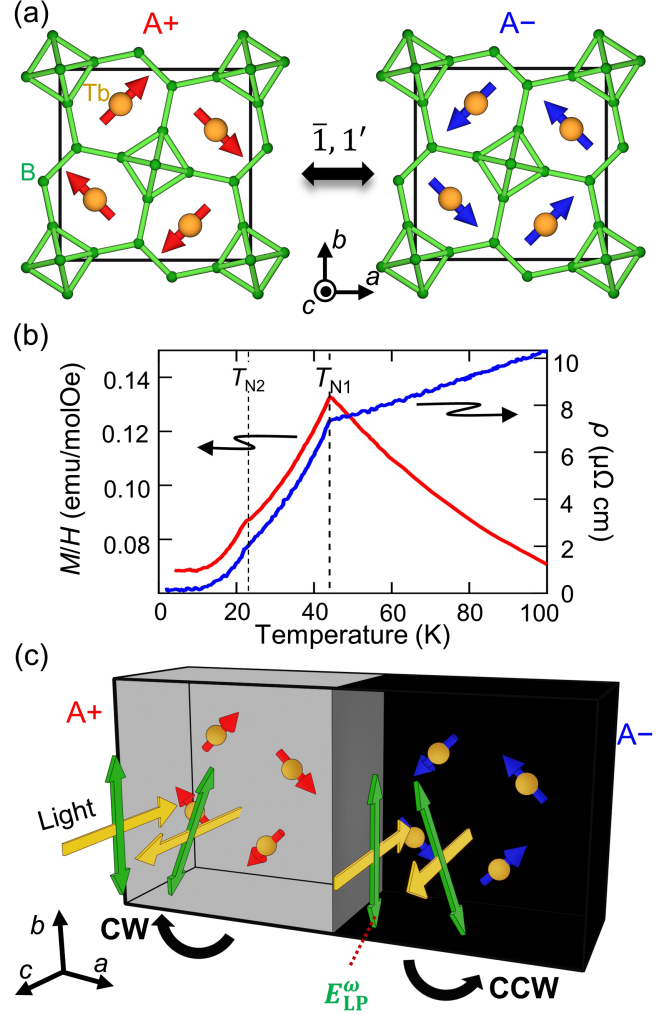 (a)
A+
A−
Tb
B
1̄, 1′
b
a
c
(b)
M/H (emu/molOe)
0.14
0.12
0.10
0.08
T_N2
T_N1
10
8
6
4
2
0
ρ (μΩ cm)
0 20 40 60 80 100
Temperature (K)
(c)
A+
A−
Light
b
c
a
CW
E^ω_LP
CCW